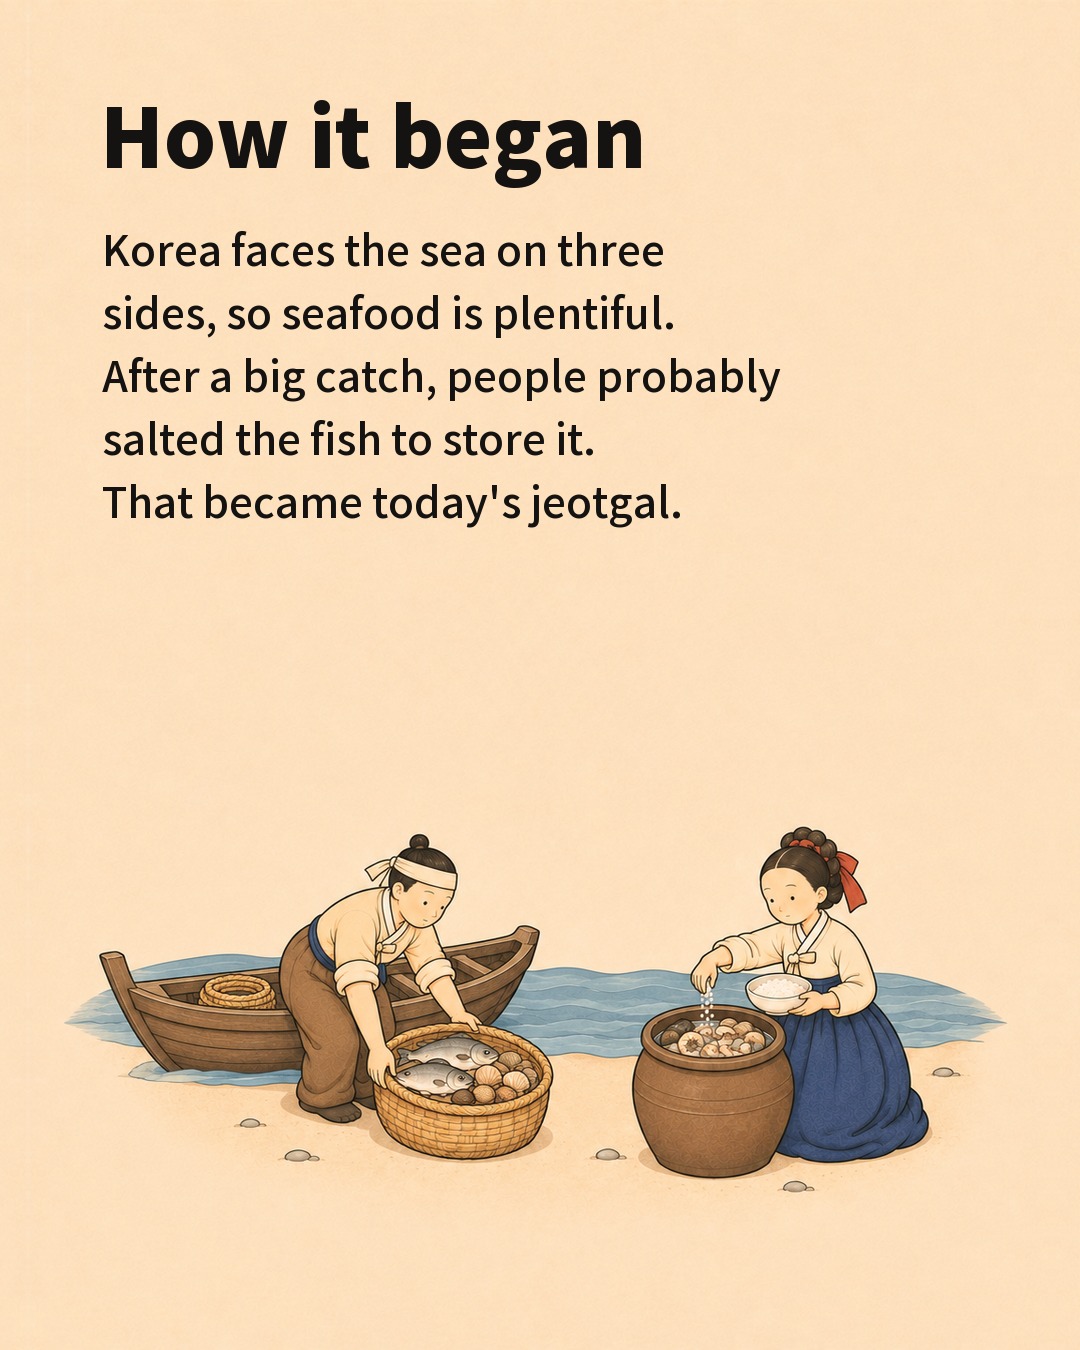 How it began
Korea faces the sea on three
sides, so seafood is plentiful.
After a big catch, people probably
salted the fish to store it.
That became today's jeotgal.